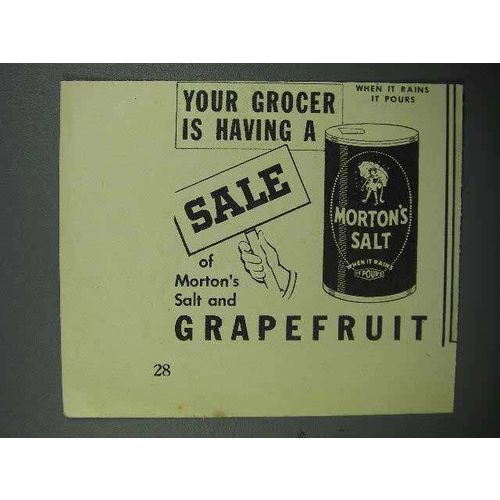 YOUR GROCER
IS HAVING A
WHEN IT RAINS
IT POURS
SALE
of
Morton's
Salt and
GRAPEFRUIT
MORTON'S
SALT
WHEN IT RAINS
IT POURS
28